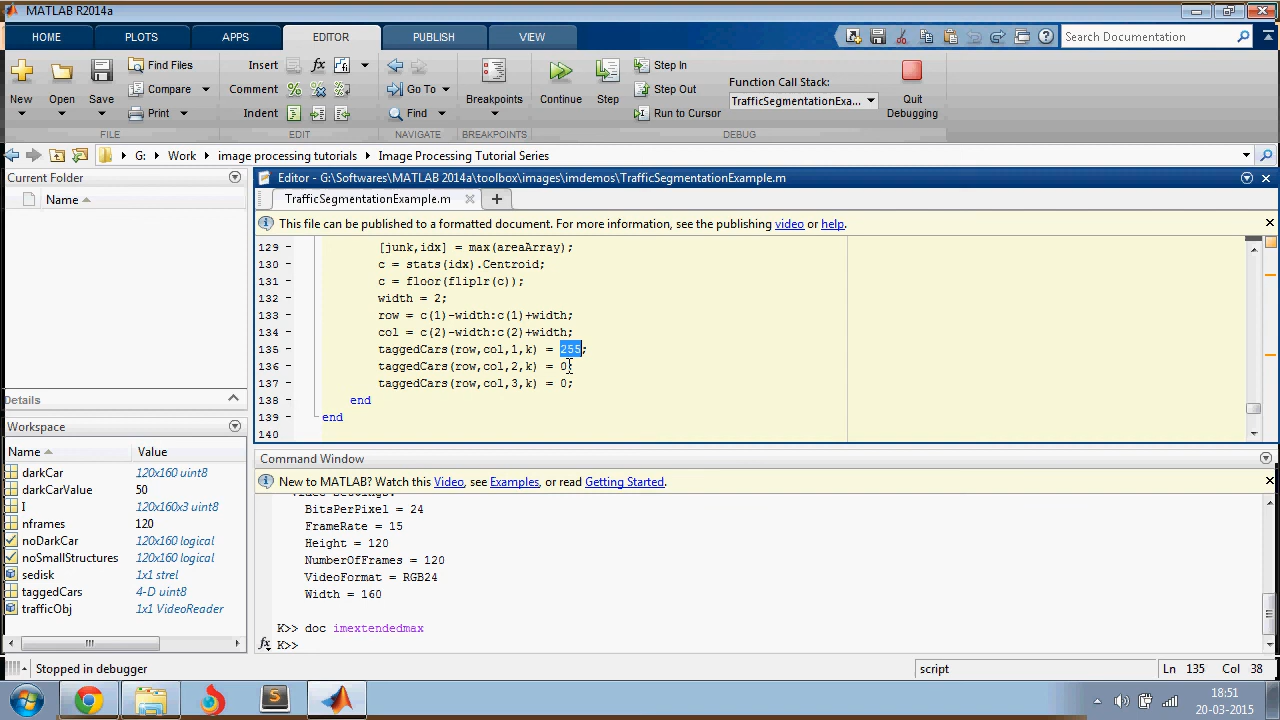 MATLAB R2014a
HOME PLOTS APPS EDITOR PUBLISH VIEW Search Documentation
New Open Save Find Files Compare Print Insert Comment Indent Go To Find Breakpoints Continue Step Step In Step Out Run to Cursor Function Call Stack: TrafficSegmentationExa... Quit Debugging
FILE EDIT NAVIGATE BREAKPOINTS DEBUG
G: Work image processing tutorials Image Processing Tutorial Series
Current Folder
Name
Editor - G:\Softwares\MATLAB 2014a\toolbox\images\imdemos\TrafficSegmentationExample.m
TrafficSegmentationExample.m
This file can be published to a formatted document. For more information, see the publishing video or help.
129 - [junk,idx] = max(areaArray);
130 - c = stats(idx).Centroid;
131 - c = floor(fliplr(c));
132 - width = 2;
133 - row = c(1)-width:c(1)+width;
134 - col = c(2)-width:c(2)+width;
135 - taggedCars(row,col,1,k) = 255;
136 - taggedCars(row,col,2,k) = 0;
137 - taggedCars(row,col,3,k) = 0;
138 - end
139 - end
140
Details
Workspace
Name Value
darkCar 120x160 uint8
darkCarValue 50
I 120x160x3 uint8
nframes 120
noDarkCar 120x160 logical
noSmallStructures 120x160 logical
sedisk 1x1 strel
taggedCars 4-D uint8
trafficObj 1x1 VideoReader
Command Window
New to MATLAB? Watch this Video, see Examples, or read Getting Started.
Video Settings:
BitsPerPixel = 24
FrameRate = 15
Height = 120
NumberOfFrames = 120
VideoFormat = RGB24
Width = 160
K>> doc imextendedmax
fx K>>
Stopped in debugger script Ln 135 Col 38
18:51
20-03-2015